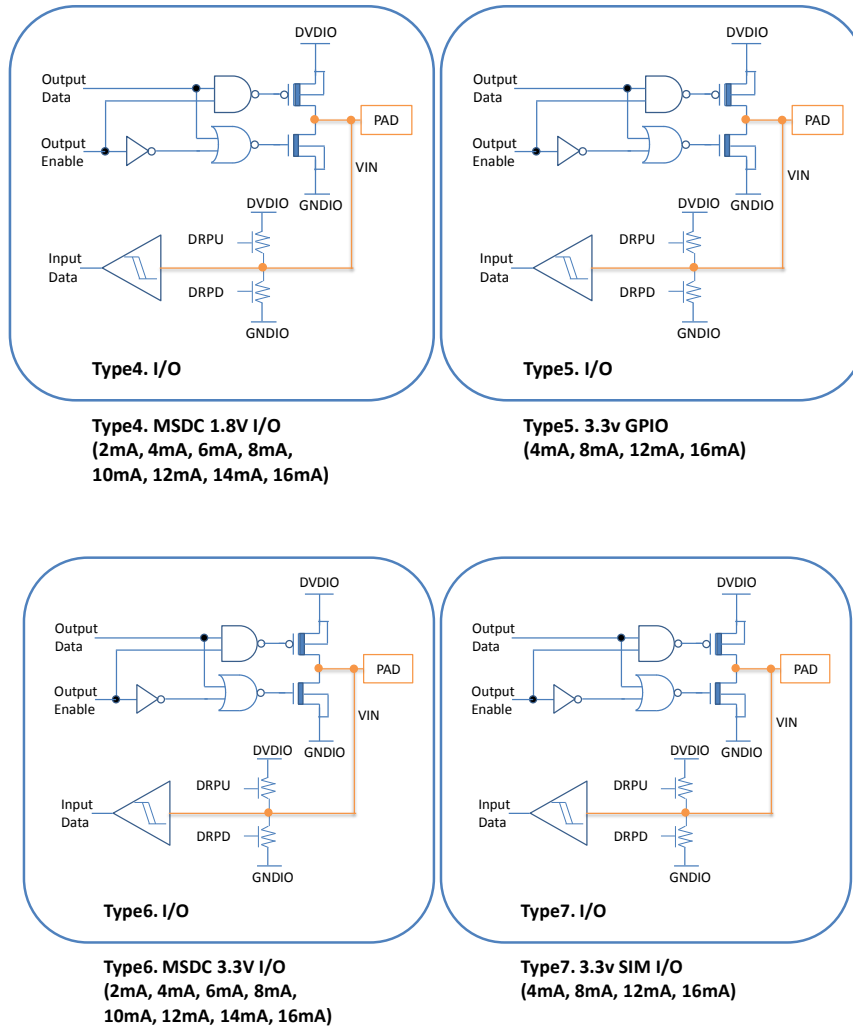 DVDIO
Output
Data
PAD
Output
Enable
VIN
GNDIO
DVDIO
DRPU
Input
Data
DRPD
GNDIO
Type4. I/O
Type4. MSDC 1.8V I/O
(2mA, 4mA, 6mA, 8mA,
10mA, 12mA, 14mA, 16mA)
DVDIO
Output
Data
PAD
Output
Enable
VIN
GNDIO
DVDIO
DRPU
Input
Data
DRPD
GNDIO
Type5. I/O
Type5. 3.3v GPIO
(4mA, 8mA, 12mA, 16mA)
DVDIO
Output
Data
PAD
Output
Enable
VIN
GNDIO
DVDIO
DRPU
Input
Data
DRPD
GNDIO
Type6. I/O
Type6. MSDC 3.3V I/O
(2mA, 4mA, 6mA, 8mA,
10mA, 12mA, 14mA, 16mA)
DVDIO
Output
Data
PAD
Output
Enable
VIN
GNDIO
DVDIO
DRPU
Input
Data
DRPD
GNDIO
Type7. I/O
Type7. 3.3v SIM I/O
(4mA, 8mA, 12mA, 16mA)